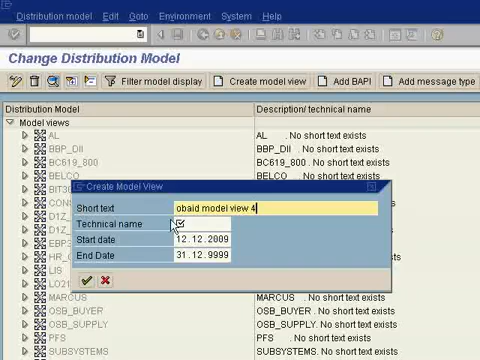 Distribution model Edit Goto Environment System Help
Change Distribution Model
Filter model display Create model view Add BAPI Add message type
Distribution Model Description/ technical name
Model views
AL AL . No short text exists
BBP_DII BBP_DII . No short text exists
BC619_800 BC619_800 . No short text exists
BELCO BELCO . No short text exists
Create Model View
Short text obaid model view 4
Technical name
Start date 12.12.2009
End Date 31.12.9999
LIS
MARCUS MARCUS . No short text exists
OSB_BUYER OSB_BUYER . No short text exists
OSB_SUPPLY OSB_SUPPLY. No short text exists
PFS PFS . No short text exists
SUBSYSTEMS SUBSYSTEMS. No short text exists